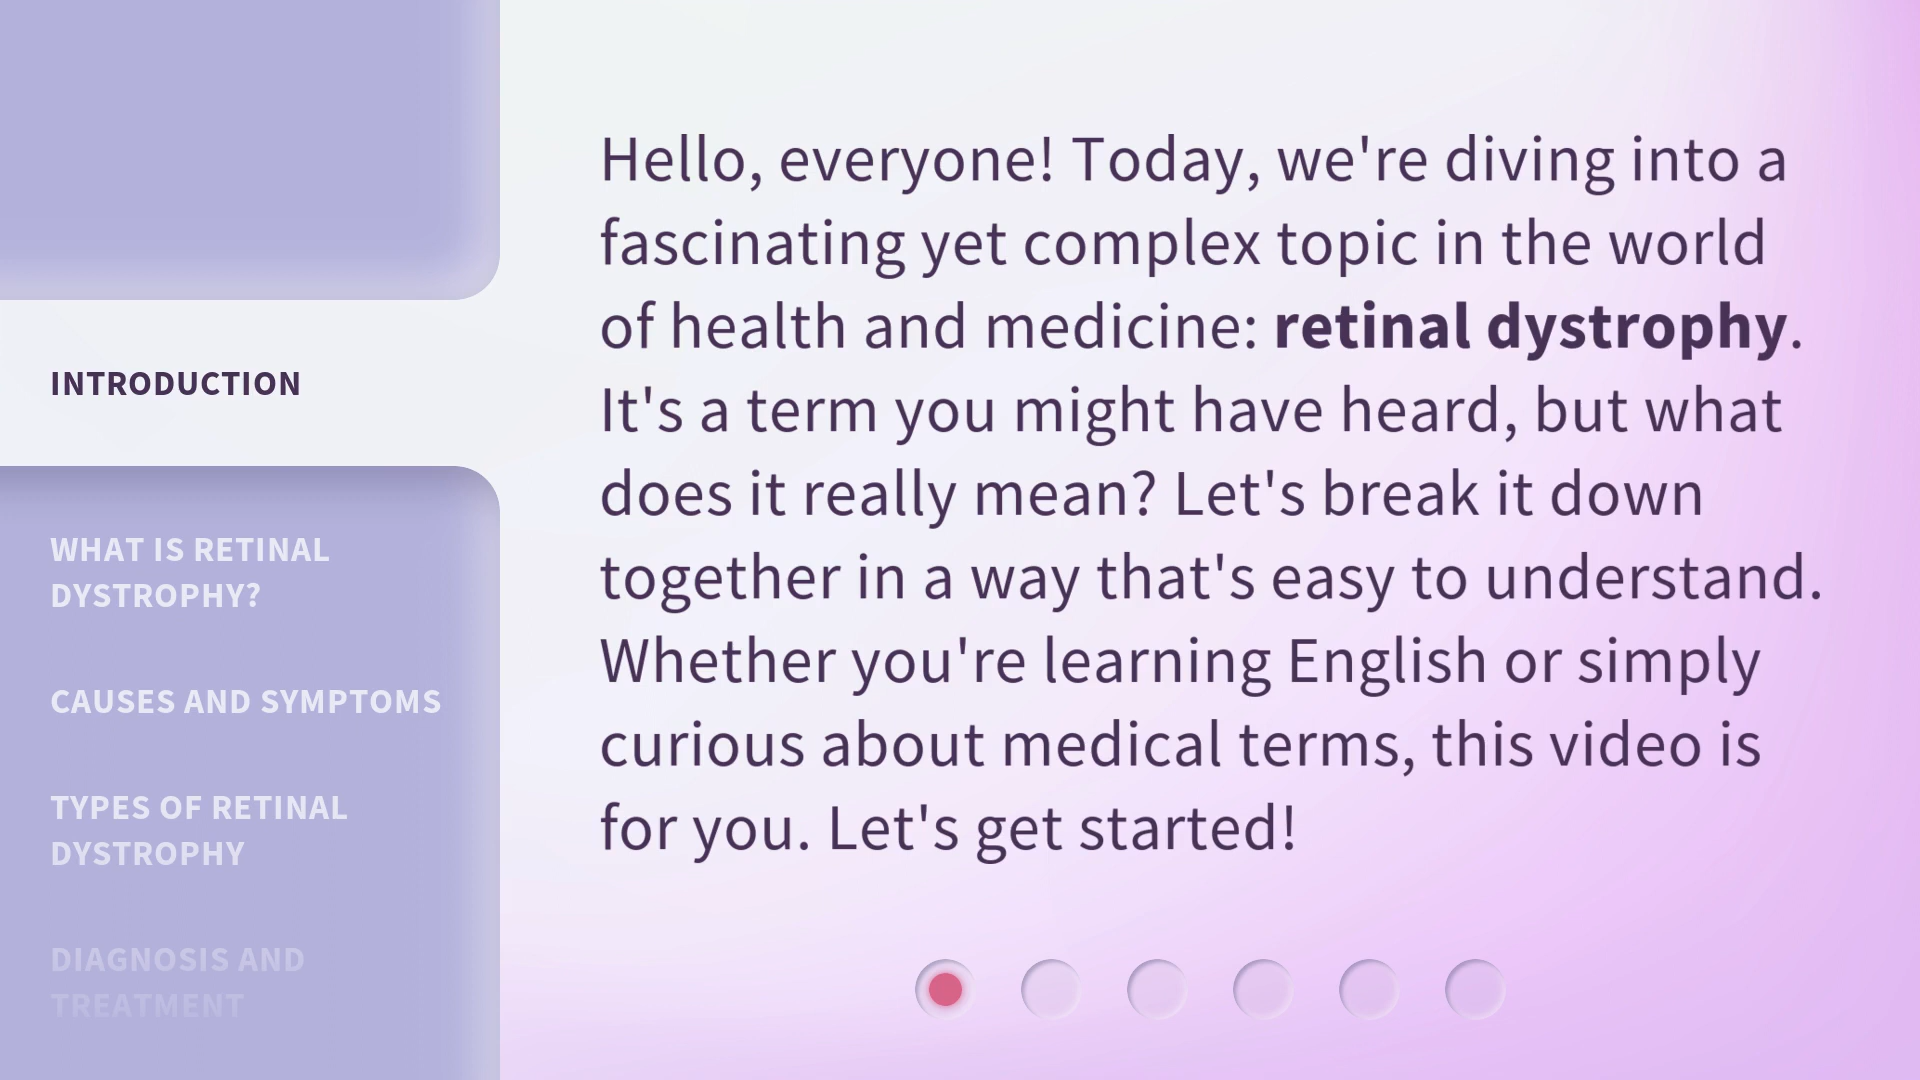 INTRODUCTION
WHAT IS RETINAL
DYSTROPHY?
CAUSES AND SYMPTOMS
TYPES OF RETINAL
DYSTROPHY
DIAGNOSIS AND
TREATMENT
Hello, everyone! Today, we're diving into a
fascinating yet complex topic in the world
of health and medicine: retinal dystrophy.
It's a term you might have heard, but what
does it really mean? Let's break it down
together in a way that's easy to understand.
Whether you're learning English or simply
curious about medical terms, this video is
for you. Let's get started!